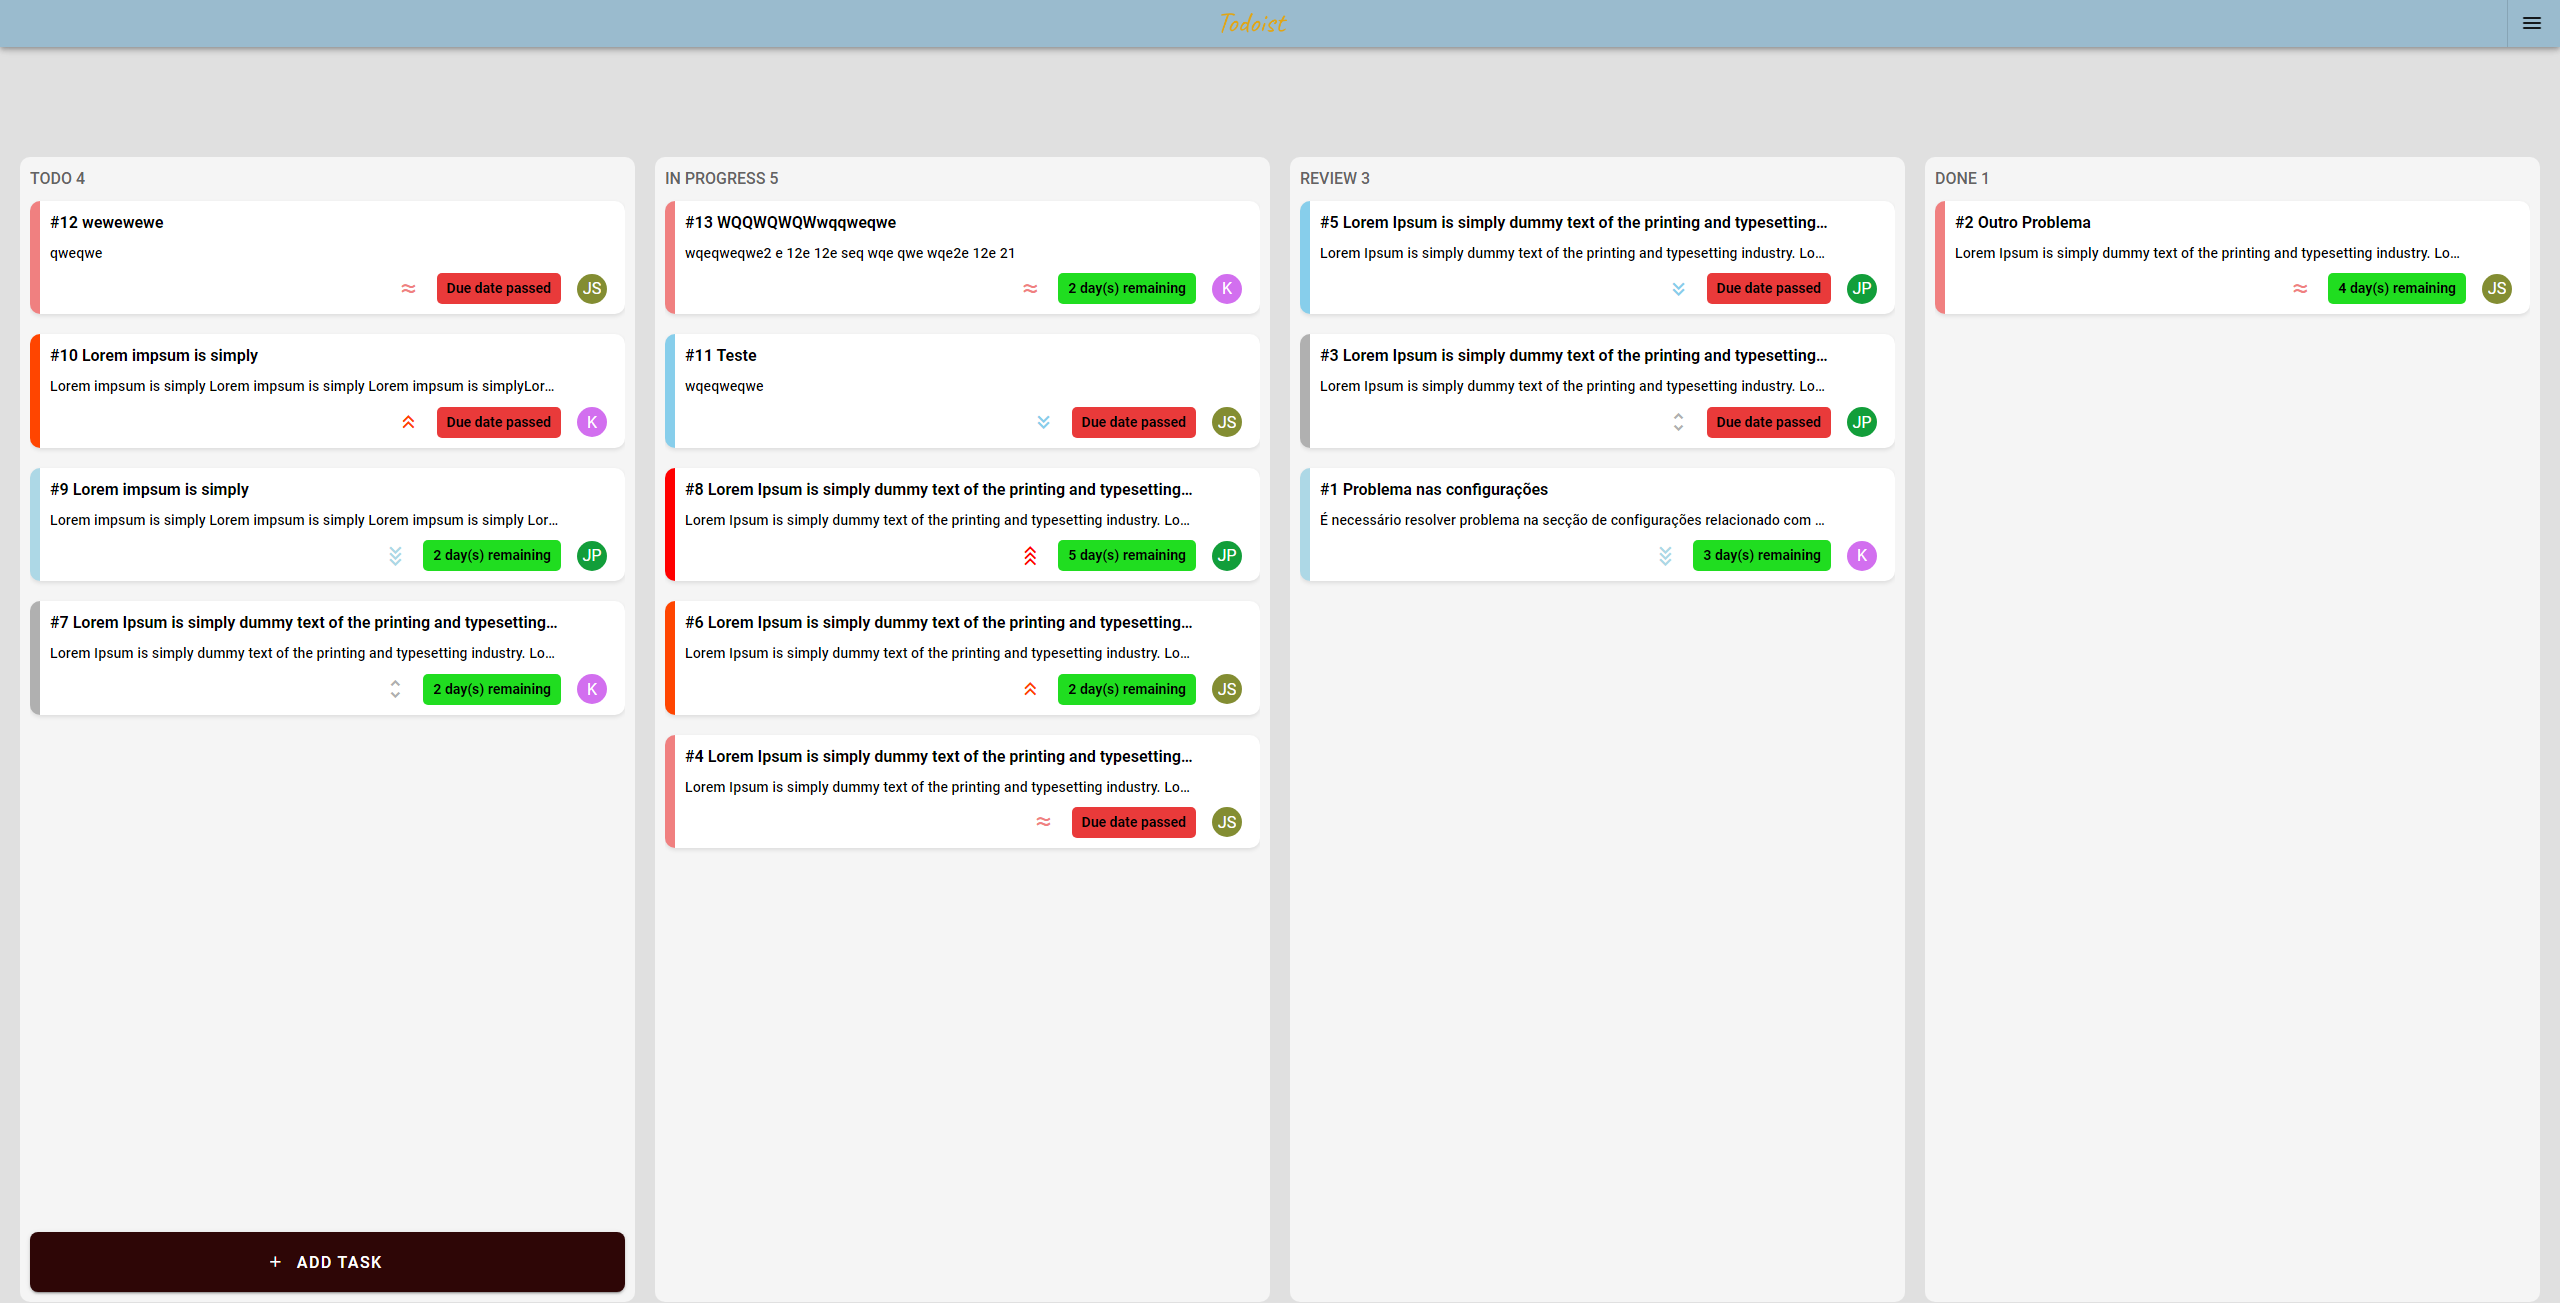 Todoist
TODO 4
#12 wewewewe
qweqwe
Due date passed
JS
#10 Lorem impsum is simply
Lorem impsum is simply Lorem impsum is simply Lorem impsum is simplyLor...
Due date passed
K
#9 Lorem impsum is simply
Lorem impsum is simply Lorem impsum is simply Lorem impsum is simply Lor...
2 day(s) remaining
JP
#7 Lorem Ipsum is simply dummy text of the printing and typesetting...
Lorem Ipsum is simply dummy text of the printing and typesetting industry. Lo...
2 day(s) remaining
K
+ ADD TASK
IN PROGRESS 5
#13 WQQWQWQWwqqweqwe
wqeqweqwe2 e 12e 12e seq wqe qwe wqe2e 12e 21
2 day(s) remaining
K
#11 Teste
wqeqweqwe
Due date passed
JS
#8 Lorem Ipsum is simply dummy text of the printing and typesetting...
Lorem Ipsum is simply dummy text of the printing and typesetting industry. Lo...
5 day(s) remaining
JP
#6 Lorem Ipsum is simply dummy text of the printing and typesetting...
Lorem Ipsum is simply dummy text of the printing and typesetting industry. Lo...
2 day(s) remaining
JS
#4 Lorem Ipsum is simply dummy text of the printing and typesetting...
Lorem Ipsum is simply dummy text of the printing and typesetting industry. Lo...
Due date passed
JS
REVIEW 3
#5 Lorem Ipsum is simply dummy text of the printing and typesetting...
Lorem Ipsum is simply dummy text of the printing and typesetting industry. Lo...
Due date passed
JP
#3 Lorem Ipsum is simply dummy text of the printing and typesetting...
Lorem Ipsum is simply dummy text of the printing and typesetting industry. Lo...
Due date passed
JP
#1 Problema nas configurações
É necessário resolver problema na secção de configurações relacionado com ...
3 day(s) remaining
K
DONE 1
#2 Outro Problema
Lorem Ipsum is simply dummy text of the printing and typesetting industry. Lo...
4 day(s) remaining
JS